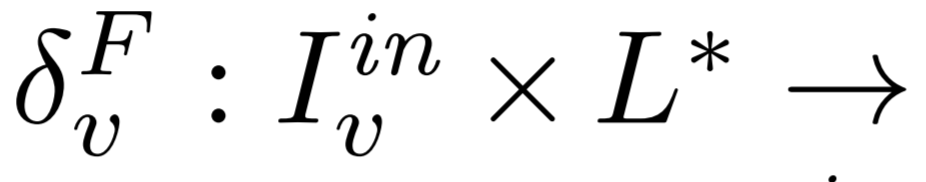 δ_v^F : I_v^{in} × L^* →